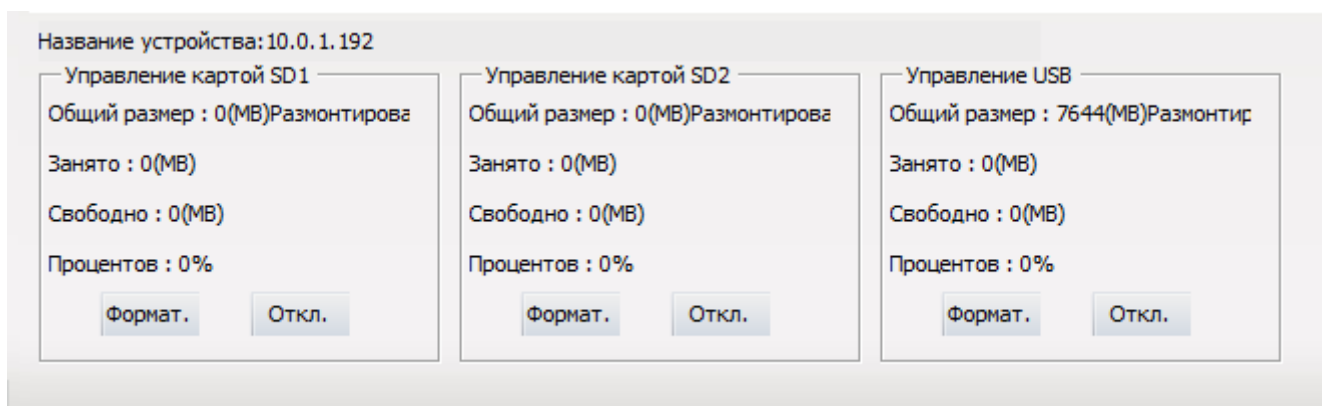 Название устройства:10.0.1.192
Управление картой SD1
Общий размер : 0(MB)Размонтирова
Занято : 0(MB)
Свободно : 0(MB)
Процентов : 0%
Формат. Откл.
Управление картой SD2
Общий размер : 0(MB)Размонтирова
Занято : 0(MB)
Свободно : 0(MB)
Процентов : 0%
Формат. Откл.
Управление USB
Общий размер : 7644(MB)Размонтир
Занято : 0(MB)
Свободно : 0(MB)
Процентов : 0%
Формат. Откл.